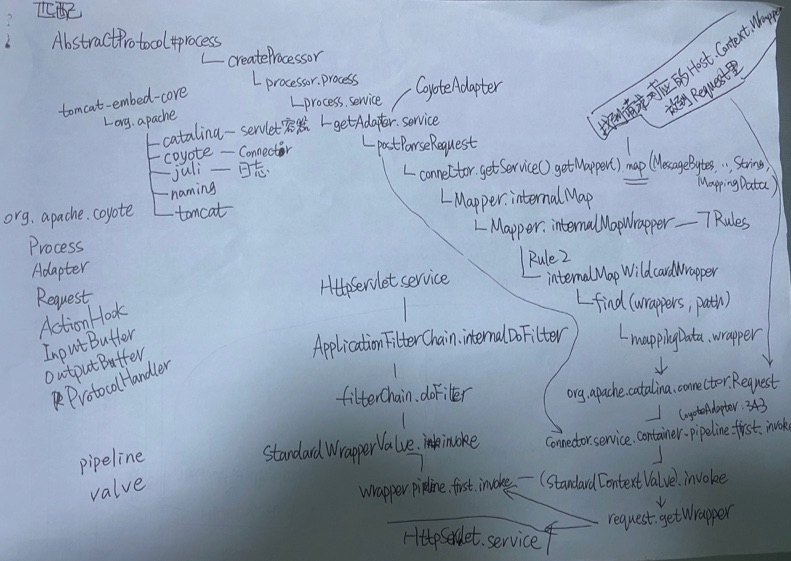 匹配
AbstractProtocol#process
createProcessor
processor.process
process.service
CoyoteAdapter
getAdapter.service
postParseRequest
connector.getService().getMapper().map(MessageBytes, .., String,
MappingData)
Mapper.internalMap
Mapper.internalMapWrapper — 7 Rules
Rule 2
internalMapWildcardWrapper
find(wrappers, path)
mappingData.wrapper
org.apache.catalina.connector.Request
CoyoteAdapter:343
Connector.service.container-pipeline.first.invoke
(StandardContextValve).invoke
request.getWrapper
找到请求对应的Host.Context.Wrapper
放到Request里
tomcat-embed-core
org.apache
catalina — servlet容器
coyote — Connector
juli — 日志
naming
tomcat
org.apache.coyote
Process
Adapter
Request
ActionHook
InputBuffer
OutputBuffer
ProtocolHandler
pipeline
valve
HttpServlet.service
ApplicationFilterChain.internalDoFilter
filterChain.doFilter
StandardWrapperValve.invoke
wrapper.pipeline.first.invoke
HttpServlet.service